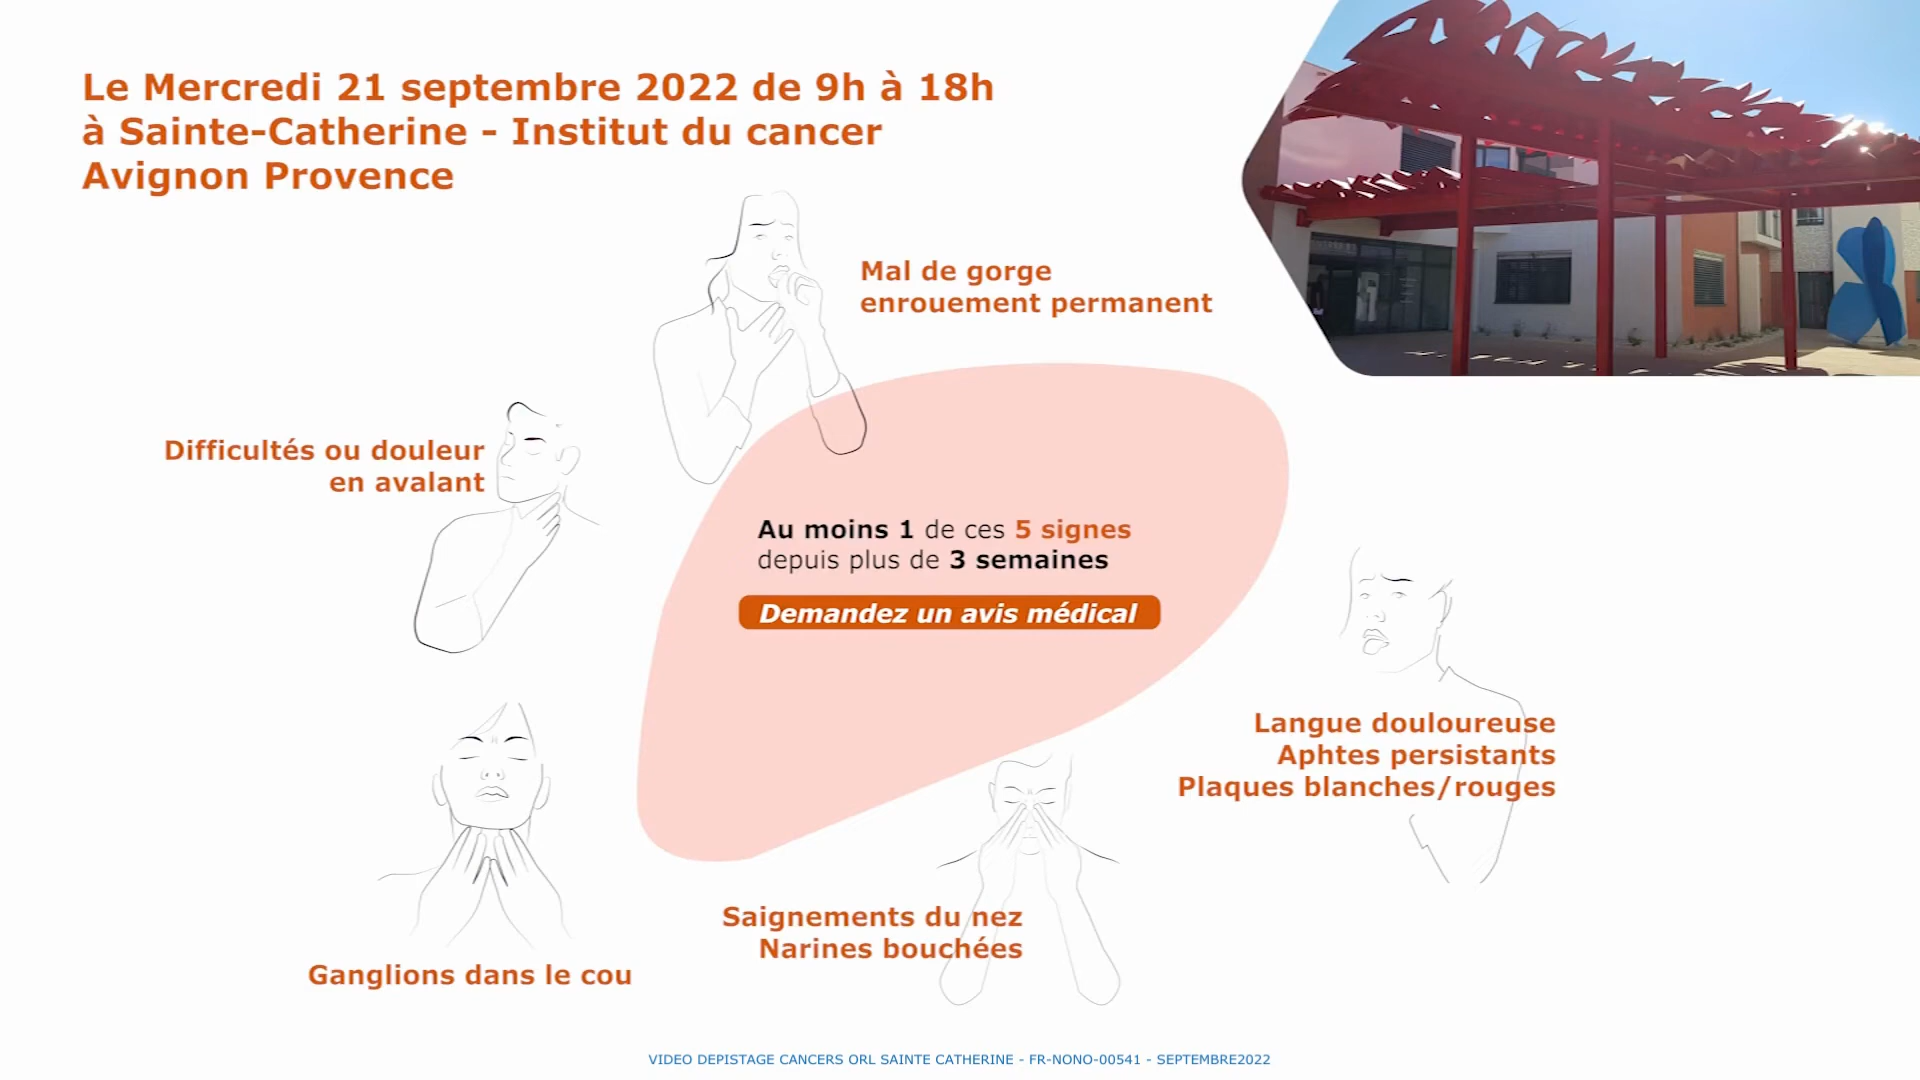 Le Mercredi 21 septembre 2022 de 9h à 18h
à Sainte-Catherine - Institut du cancer
Avignon Provence
Mal de gorge
enrouement permanent
Difficultés ou douleur
en avalant
Au moins 1 de ces 5 signes
depuis plus de 3 semaines
Demandez un avis médical
Langue douloureuse
Aphtes persistants
Plaques blanches/rouges
Saignements du nez
Narines bouchées
Ganglions dans le cou
VIDEO DEPISTAGE CANCERS ORL SAINTE CATHERINE - FR-NONO-00541 - SEPTEMBRE2022